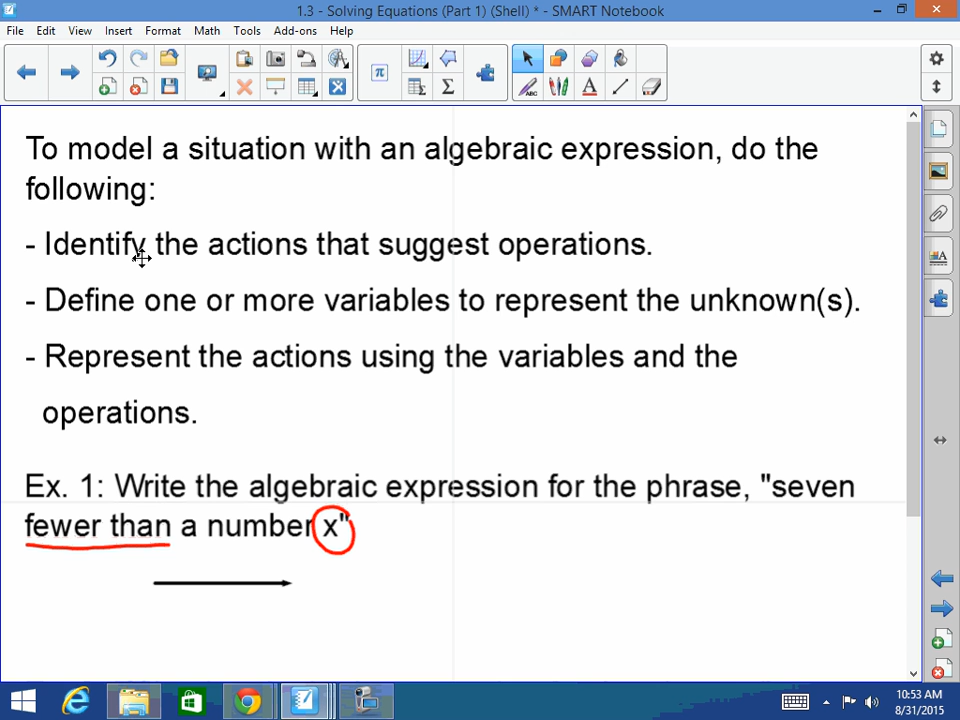 1.3 - Solving Equations (Part 1) (Shell) * - SMART Notebook
File Edit View Insert Format Math Tools Add-ons Help
To model a situation with an algebraic expression, do the
following:
- Identify the actions that suggest operations.
- Define one or more variables to represent the unknown(s).
- Represent the actions using the variables and the
operations.
Ex. 1: Write the algebraic expression for the phrase, "seven
fewer than a number x"
10:53 AM
8/31/2015